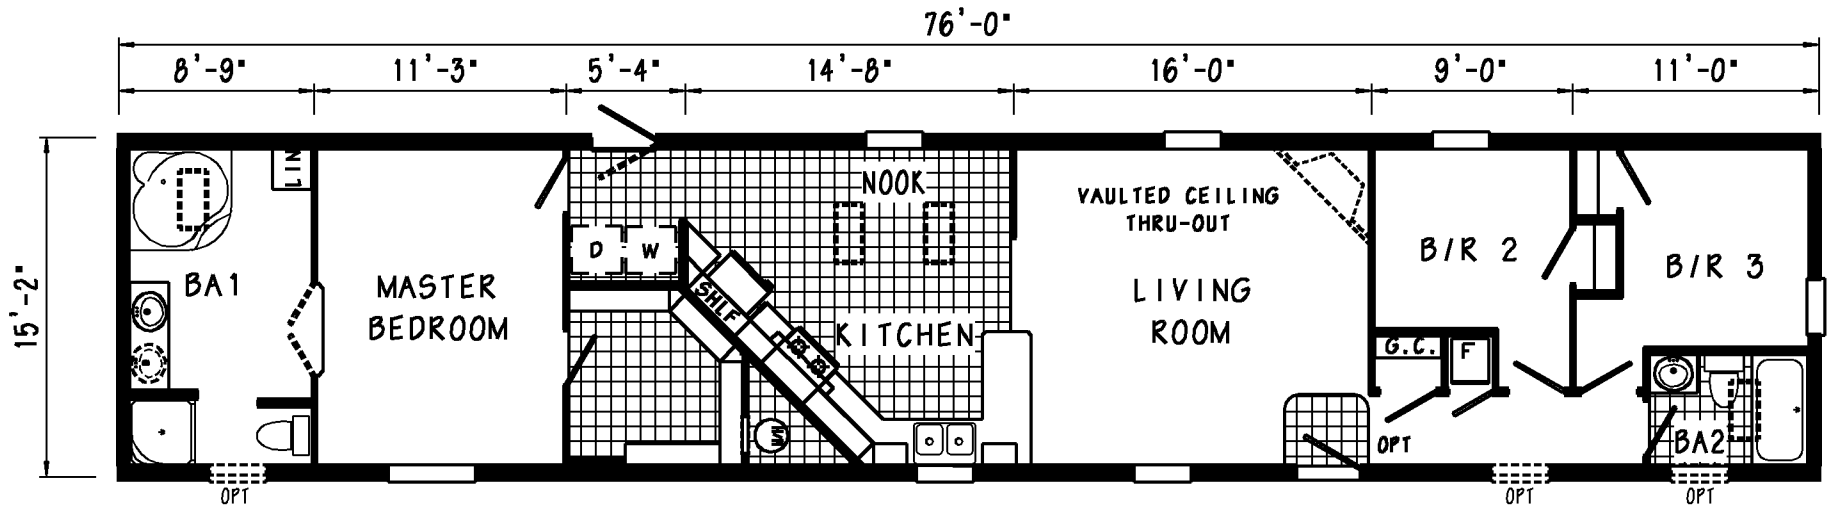 76'-0"
8'-9" 11'-3" 5'-4" 14'-8" 16'-0" 9'-0" 11'-0"
15'-2"
LIN
NOOK
VAULTED CEILING
THRU-OUT
D W
B/R 2
B/R 3
BA1
MASTER
BEDROOM
SHLF
KITCHEN
LIVING
ROOM
G.C. F
W/H
OPT
BA2
OPT OPT OPT